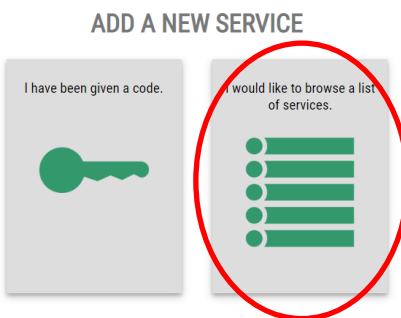 ADD A NEW SERVICE
I have been given a code.
I would like to browse a list
of services.